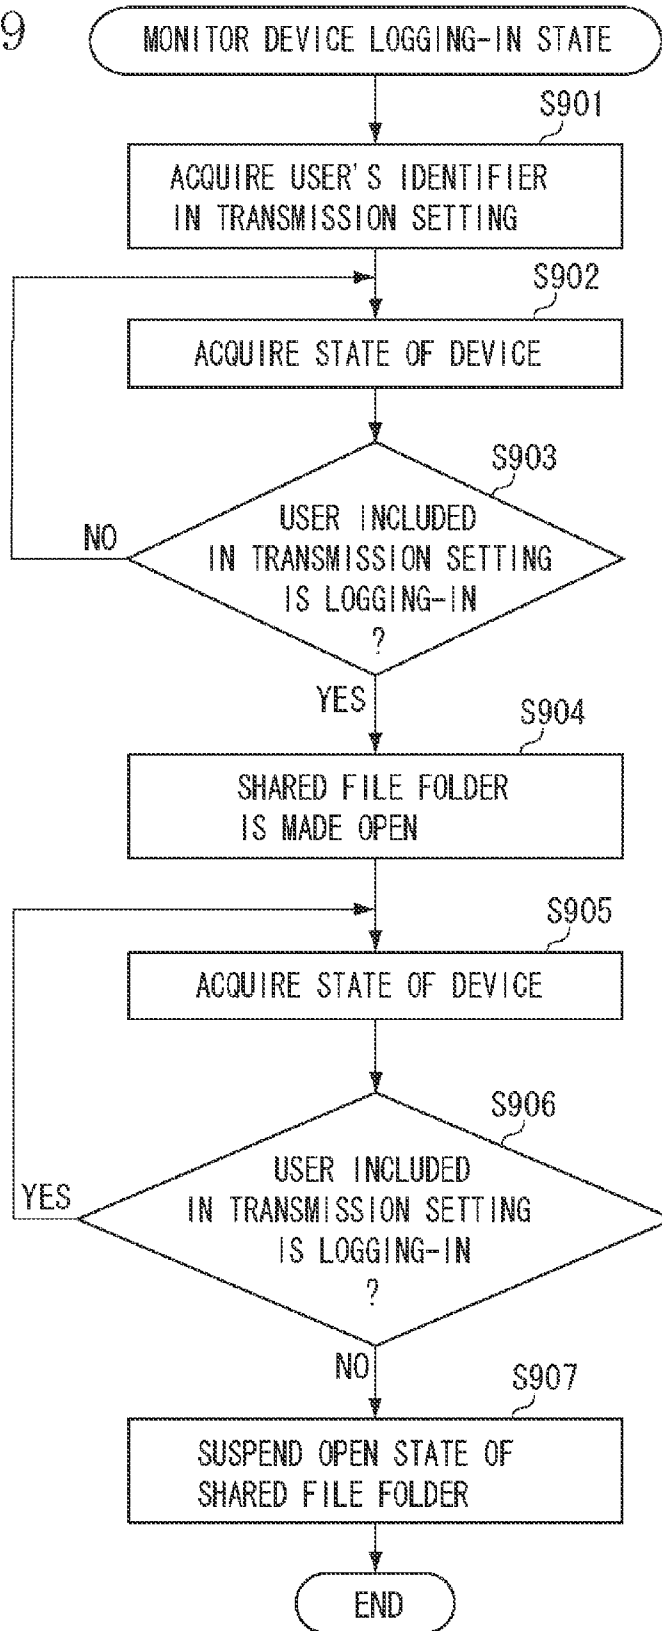 9
MONITOR DEVICE LOGGING-IN STATE
S901
ACQUIRE USER'S IDENTIFIER
IN TRANSMISSION SETTING
S902
ACQUIRE STATE OF DEVICE
S903
USER INCLUDED
IN TRANSMISSION SETTING
IS LOGGING-IN
?
NO
YES
S904
SHARED FILE FOLDER
IS MADE OPEN
S905
ACQUIRE STATE OF DEVICE
S906
USER INCLUDED
IN TRANSMISSION SETTING
IS LOGGING-IN
?
YES
NO
S907
SUSPEND OPEN STATE OF
SHARED FILE FOLDER
END